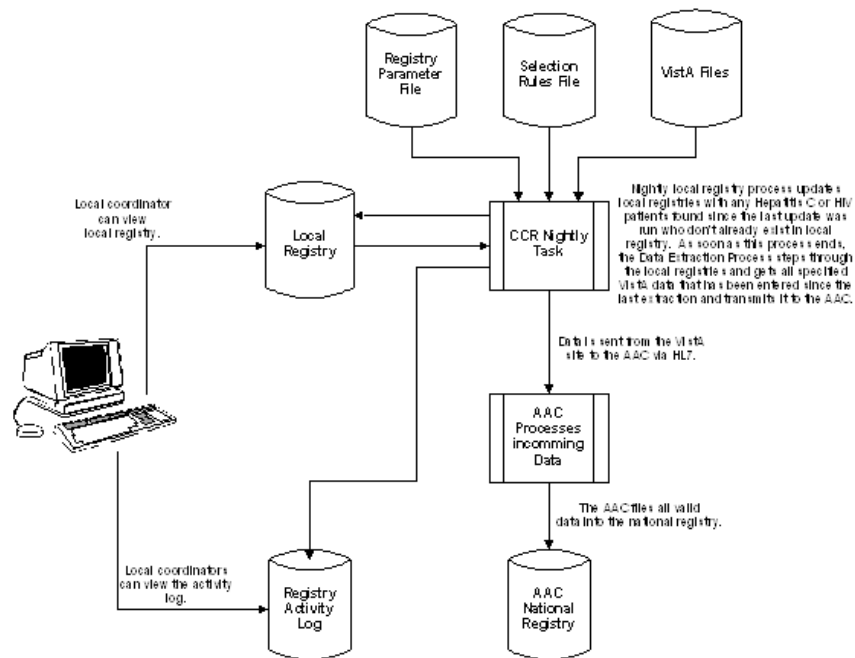 Registry
Parameter
File
Selection
Rules File
VistA Files
Local coordinator
can view
local registry.
Local
Registry
CCR Nightly
Task
Nightly local registry process updates
local registries with any Hepatitis C or HIV
patients found since the last update was
run who don't already exist in local
registry. As soon as this process ends,
the Data Extraction Process steps through
the local registries and gets all specified
VistA data that has been entered since the
last extraction and transmits it to the AAC.
Data is sent from the VistA
site to the AAC via HL7.
AAC
Processes
incomming
Data
The AAC files all valid
data into the national registry.
Local coordinators
can view the activity
log.
Registry
Activity
Log
AAC
National
Registry